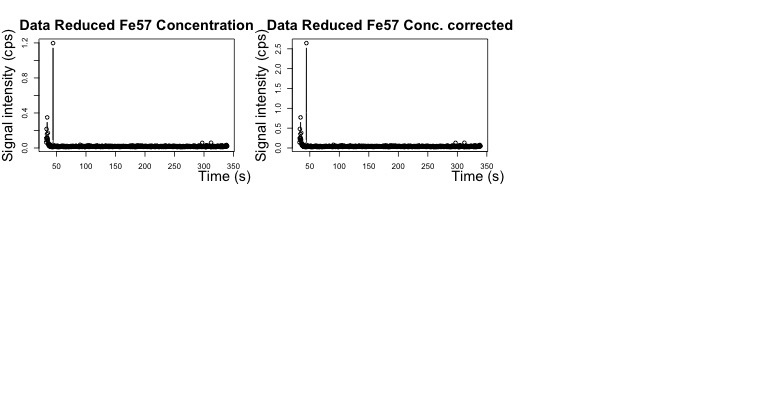 Data Reduced Fe57 Concentration
Signal intensity (cps)
0.0 0.4 0.8 1.2
50 100 150 200 250 300 350
Time (s)
Data Reduced Fe57 Conc. corrected
Signal intensity (cps)
0.0 0.5 1.0 1.5 2.0 2.5
50 100 150 200 250 300 350
Time (s)